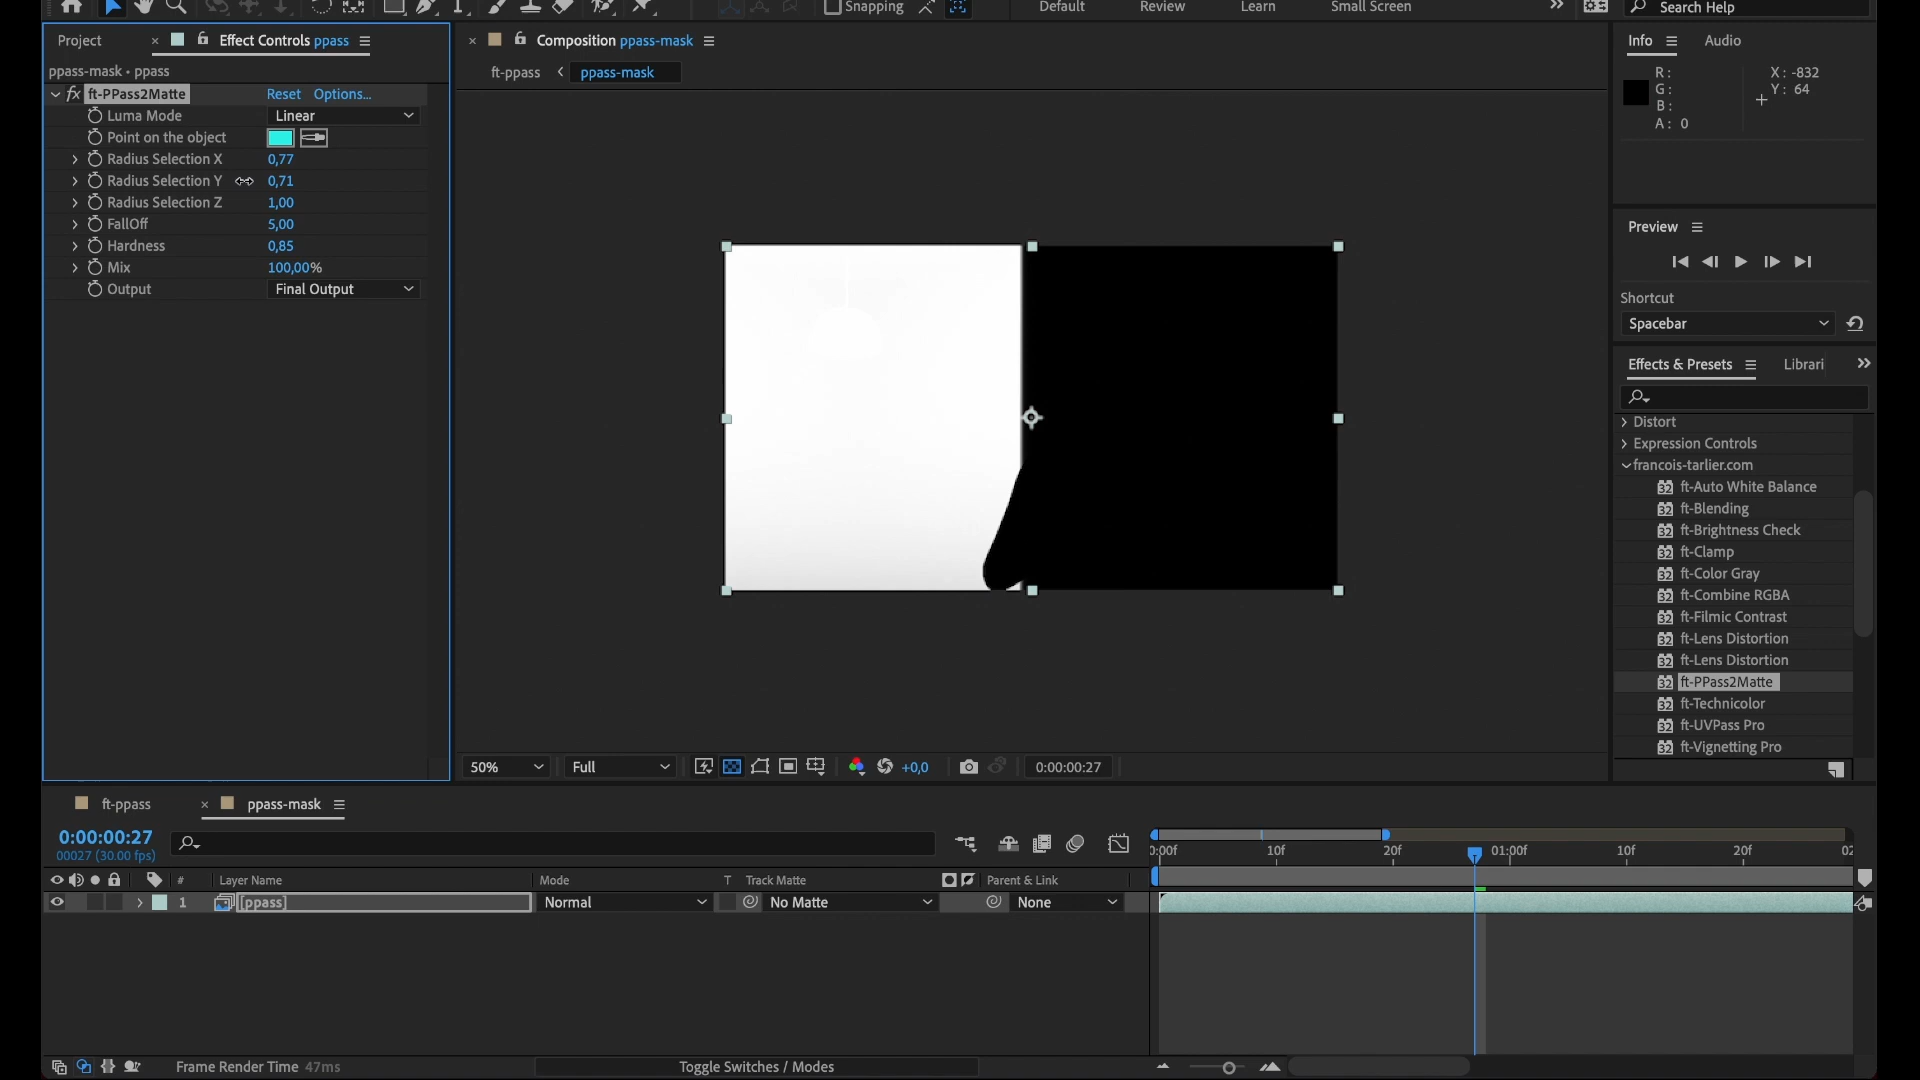 Snapping
Default
Review
Learn
Small Screen
Search Help
Project
Effect Controls ppass
Composition ppass-mask
Info
Audio
ppass-mask • ppass
ft-ppass
ppass-mask
R:
G:
B:
A: 0
X: -832
Y: 64
ft-PPass2Matte
Reset
Options...
Luma Mode
Linear
Point on the object
Radius Selection X
0,77
Radius Selection Y
0,71
Radius Selection Z
1,00
FallOff
5,00
Hardness
0,85
Mix
100,00%
Output
Final Output
Preview
Shortcut
Spacebar
Effects & Presets
Librari
Distort
Expression Controls
francois-tarlier.com
ft-Auto White Balance
ft-Blending
ft-Brightness Check
ft-Clamp
ft-Color Gray
ft-Combine RGBA
ft-Filmic Contrast
ft-Lens Distortion
ft-Lens Distortion
ft-PPass2Matte
ft-Technicolor
ft-UVPass Pro
ft-Vignetting Pro
50%
Full
+0,0
0:00:00:27
ft-ppass
ppass-mask
0:00:00:27
00027 (30.00 fps)
0:00f
10f
20f
01:00f
10f
20f
02
#
Layer Name
Mode
T
Track Matte
Parent & Link
1
[ppass]
Normal
No Matte
None
Frame Render Time 47ms
Toggle Switches / Modes